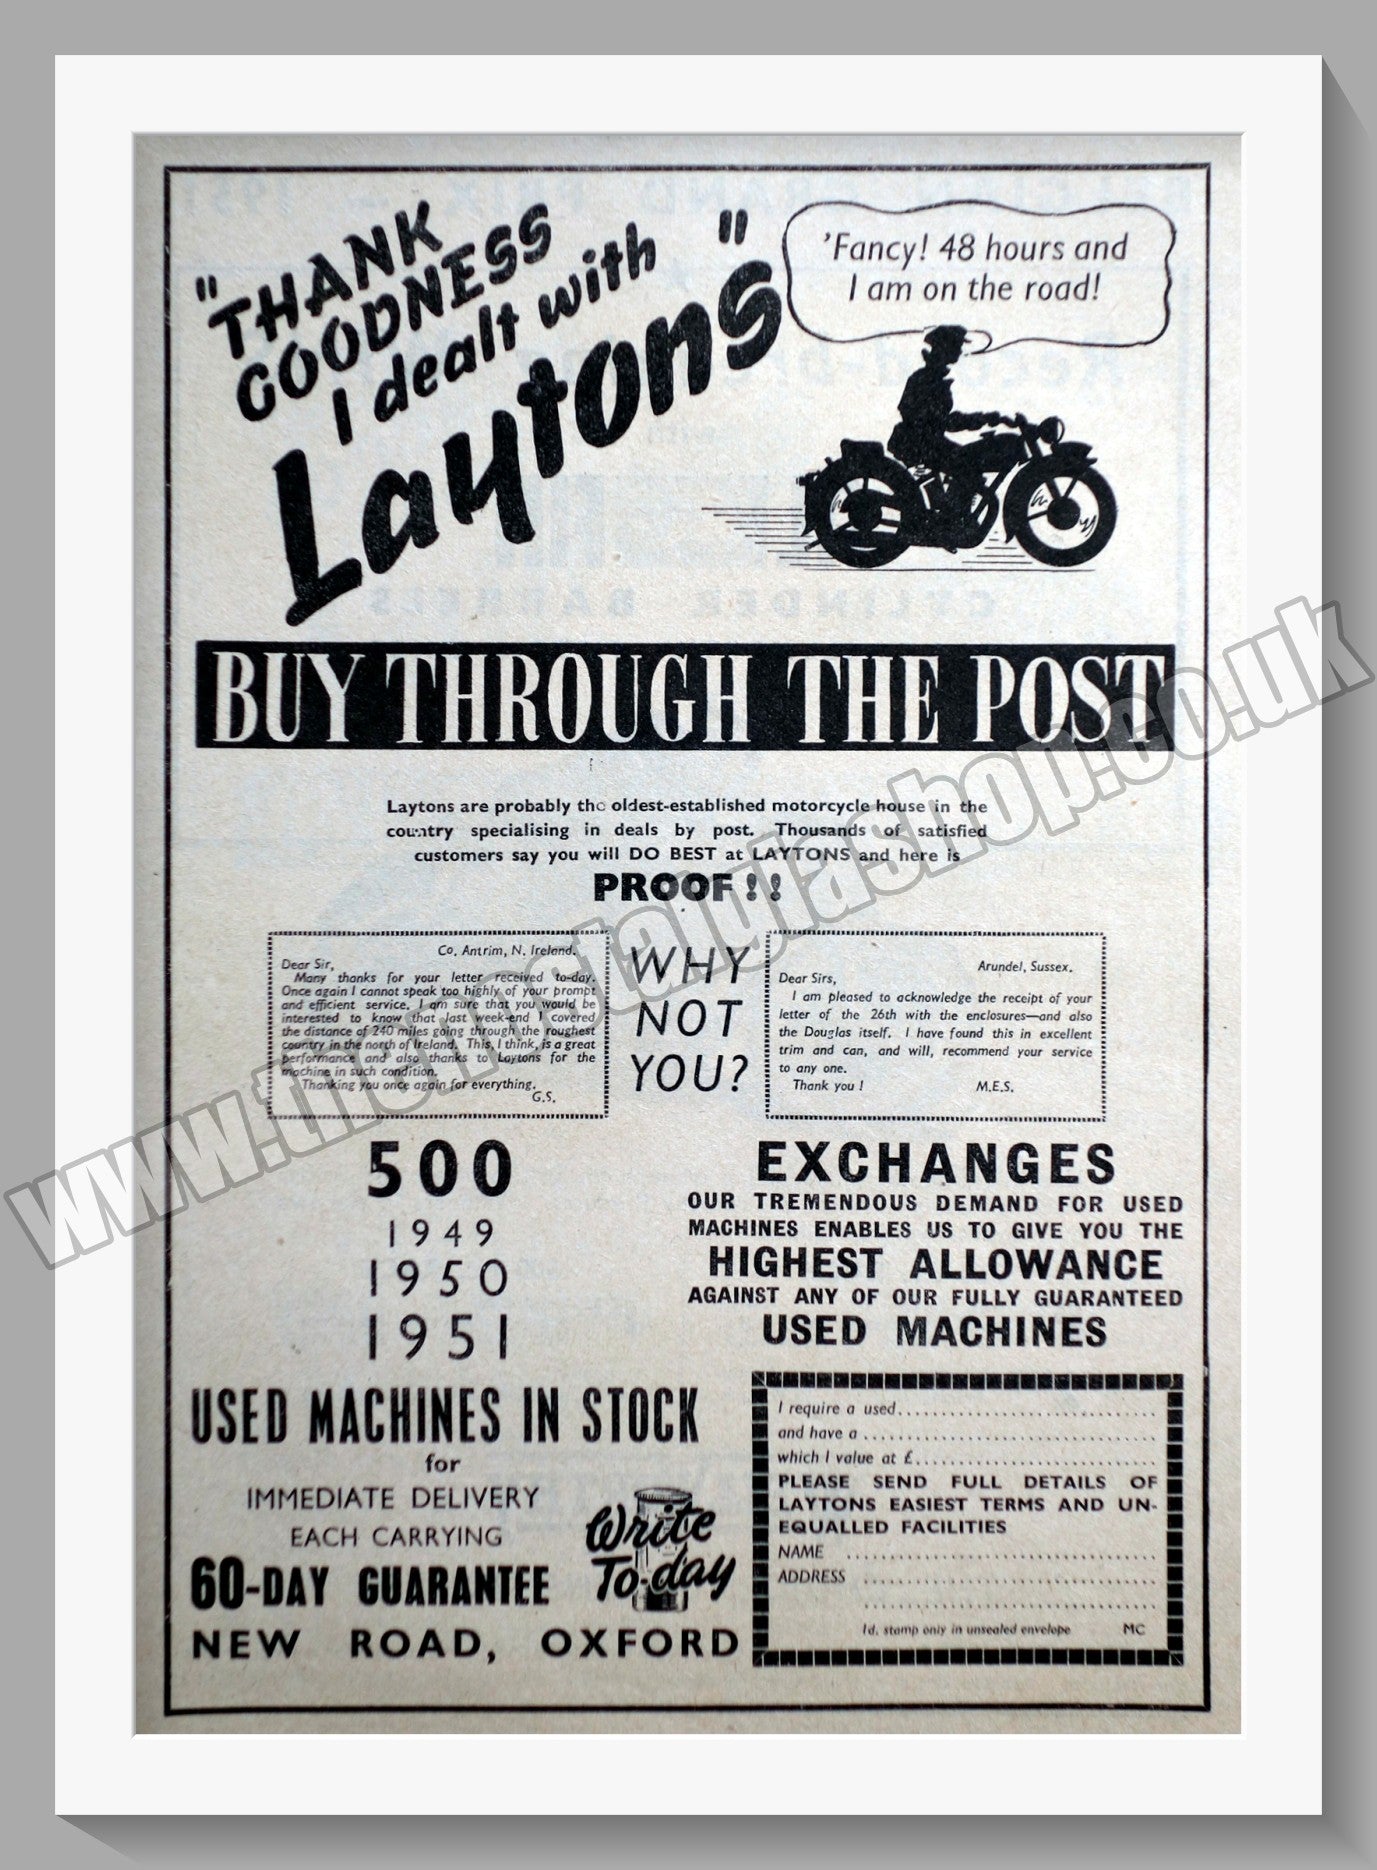 "THANK
GOODNESS
I dealt with
Laytons"
'Fancy! 48 hours and
I am on the road!
BUY THROUGH THE POST
Laytons are probably the oldest-established motorcycle house in the
country specialising in deals by post. Thousands of satisfied
customers say you will DO BEST at LAYTONS and here is
PROOF!!
Co. Antrim, N. Ireland.
Dear Sir,
Many thanks for your letter received to-day.
Once again I cannot speak too highly of your prompt
and efficient service. I am sure that you would be
interested to know that last week-end I covered
the distance of 240 miles going through the roughest
country in the north of Ireland. This, I think, is a great
performance and also thanks to Laytons for the
machine in such condition.
Thanking you once again for everything.
G.S.
WHY
NOT
YOU?
Arundel, Sussex.
Dear Sirs,
I am pleased to acknowledge the receipt of your
letter of the 26th with the enclosures—and also
the Douglas itself. I have found this in excellent
trim and can, and will, recommend your service
to any one.
Thank you! M.E.S.
500
1949
1950
1951
USED MACHINES IN STOCK
for
IMMEDIATE DELIVERY
EACH CARRYING
60-DAY GUARANTEE
Write
To-day
NEW ROAD, OXFORD
EXCHANGES
OUR TREMENDOUS DEMAND FOR USED
MACHINES ENABLES US TO GIVE YOU THE
HIGHEST ALLOWANCE
AGAINST ANY OF OUR FULLY GUARANTEED
USED MACHINES
I require a used
and have a
which I value at £
PLEASE SEND FULL DETAILS OF
LAYTONS EASIEST TERMS AND UN-
EQUALLED FACILITIES
NAME
ADDRESS
1d. stamp only in unsealed envelope MC
www.thenostalgiashop.co.uk